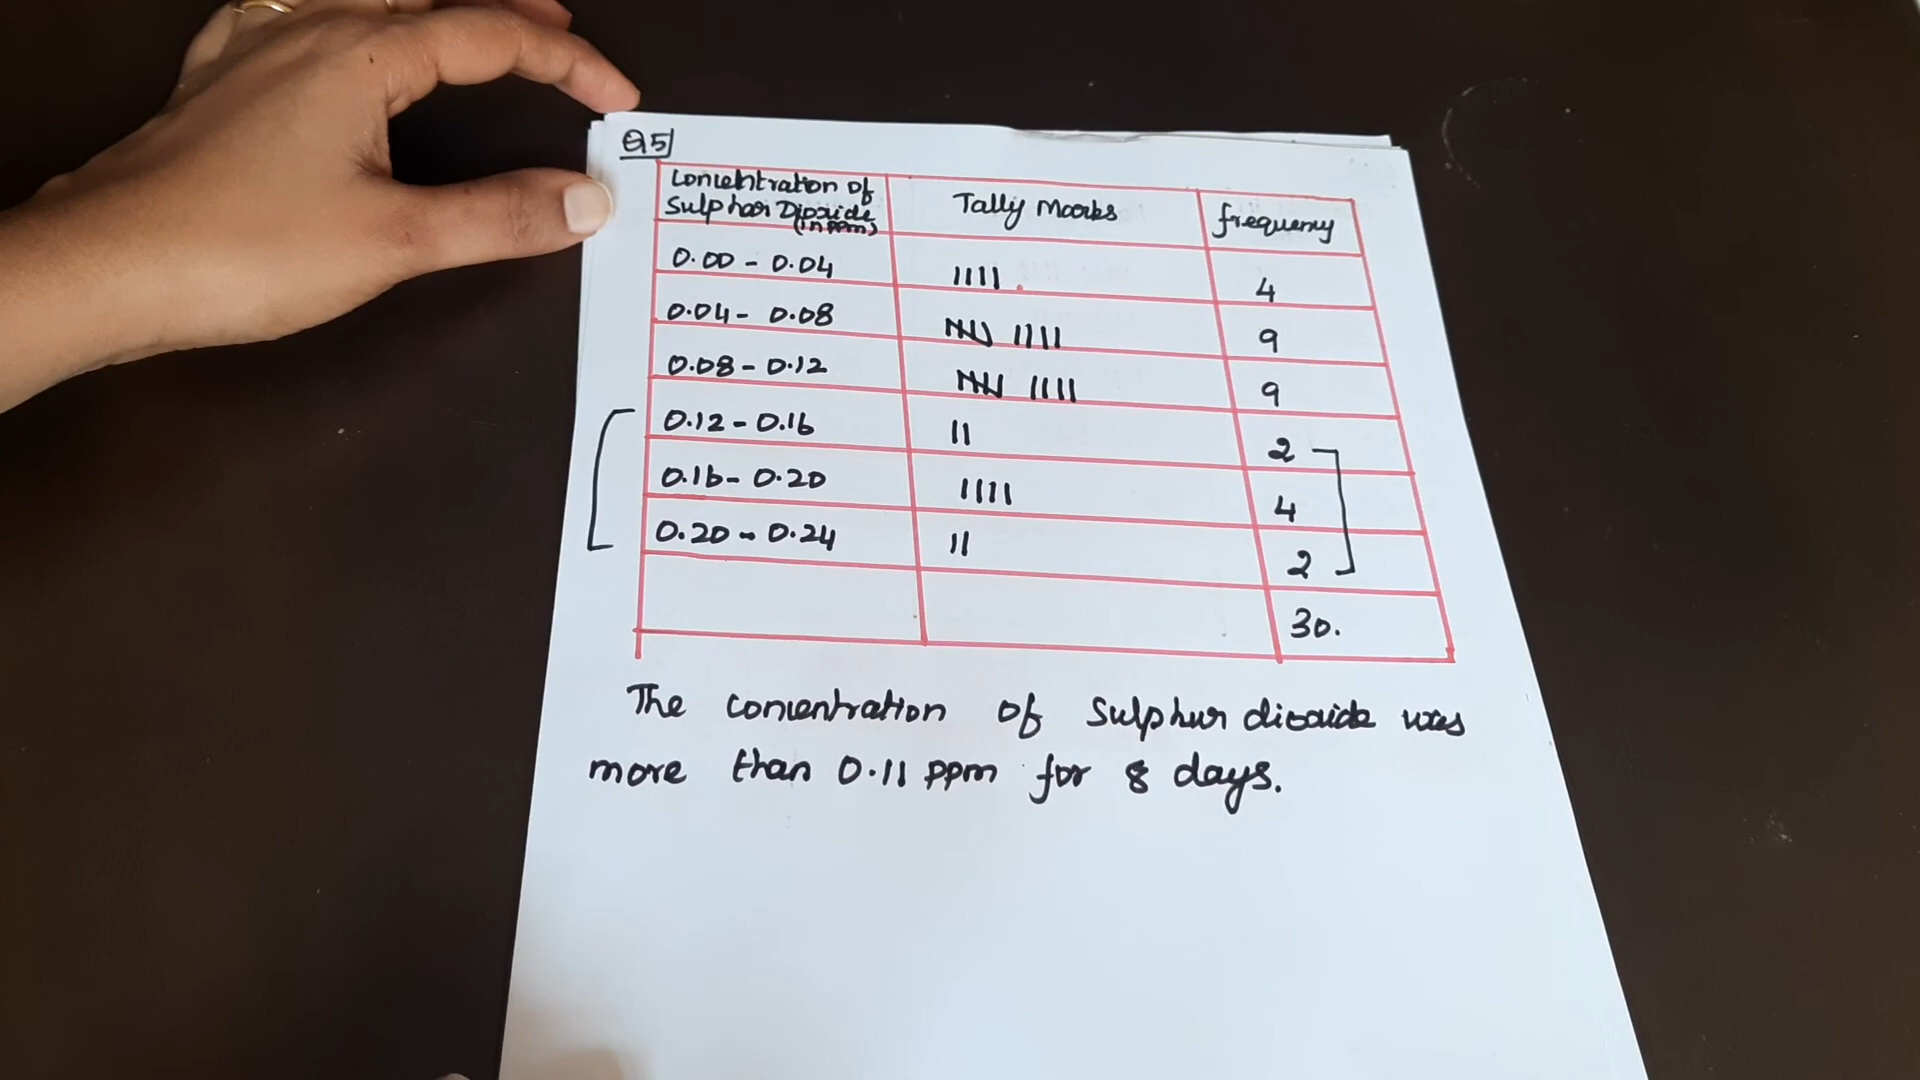 Q5
Concentration of Tally Marks frequency
Sulphur Dioxide
(in ppm)
0.00 - 0.04 |||| 4
0.04 - 0.08 |||| |||| 9
0.08 - 0.12 |||| |||| 9
0.12 - 0.16 || 2
0.16 - 0.20 |||| 4
0.20 - 0.24 || 2
30.
The concentration of Sulphur dioxide was
more than 0.11 ppm for 8 days.